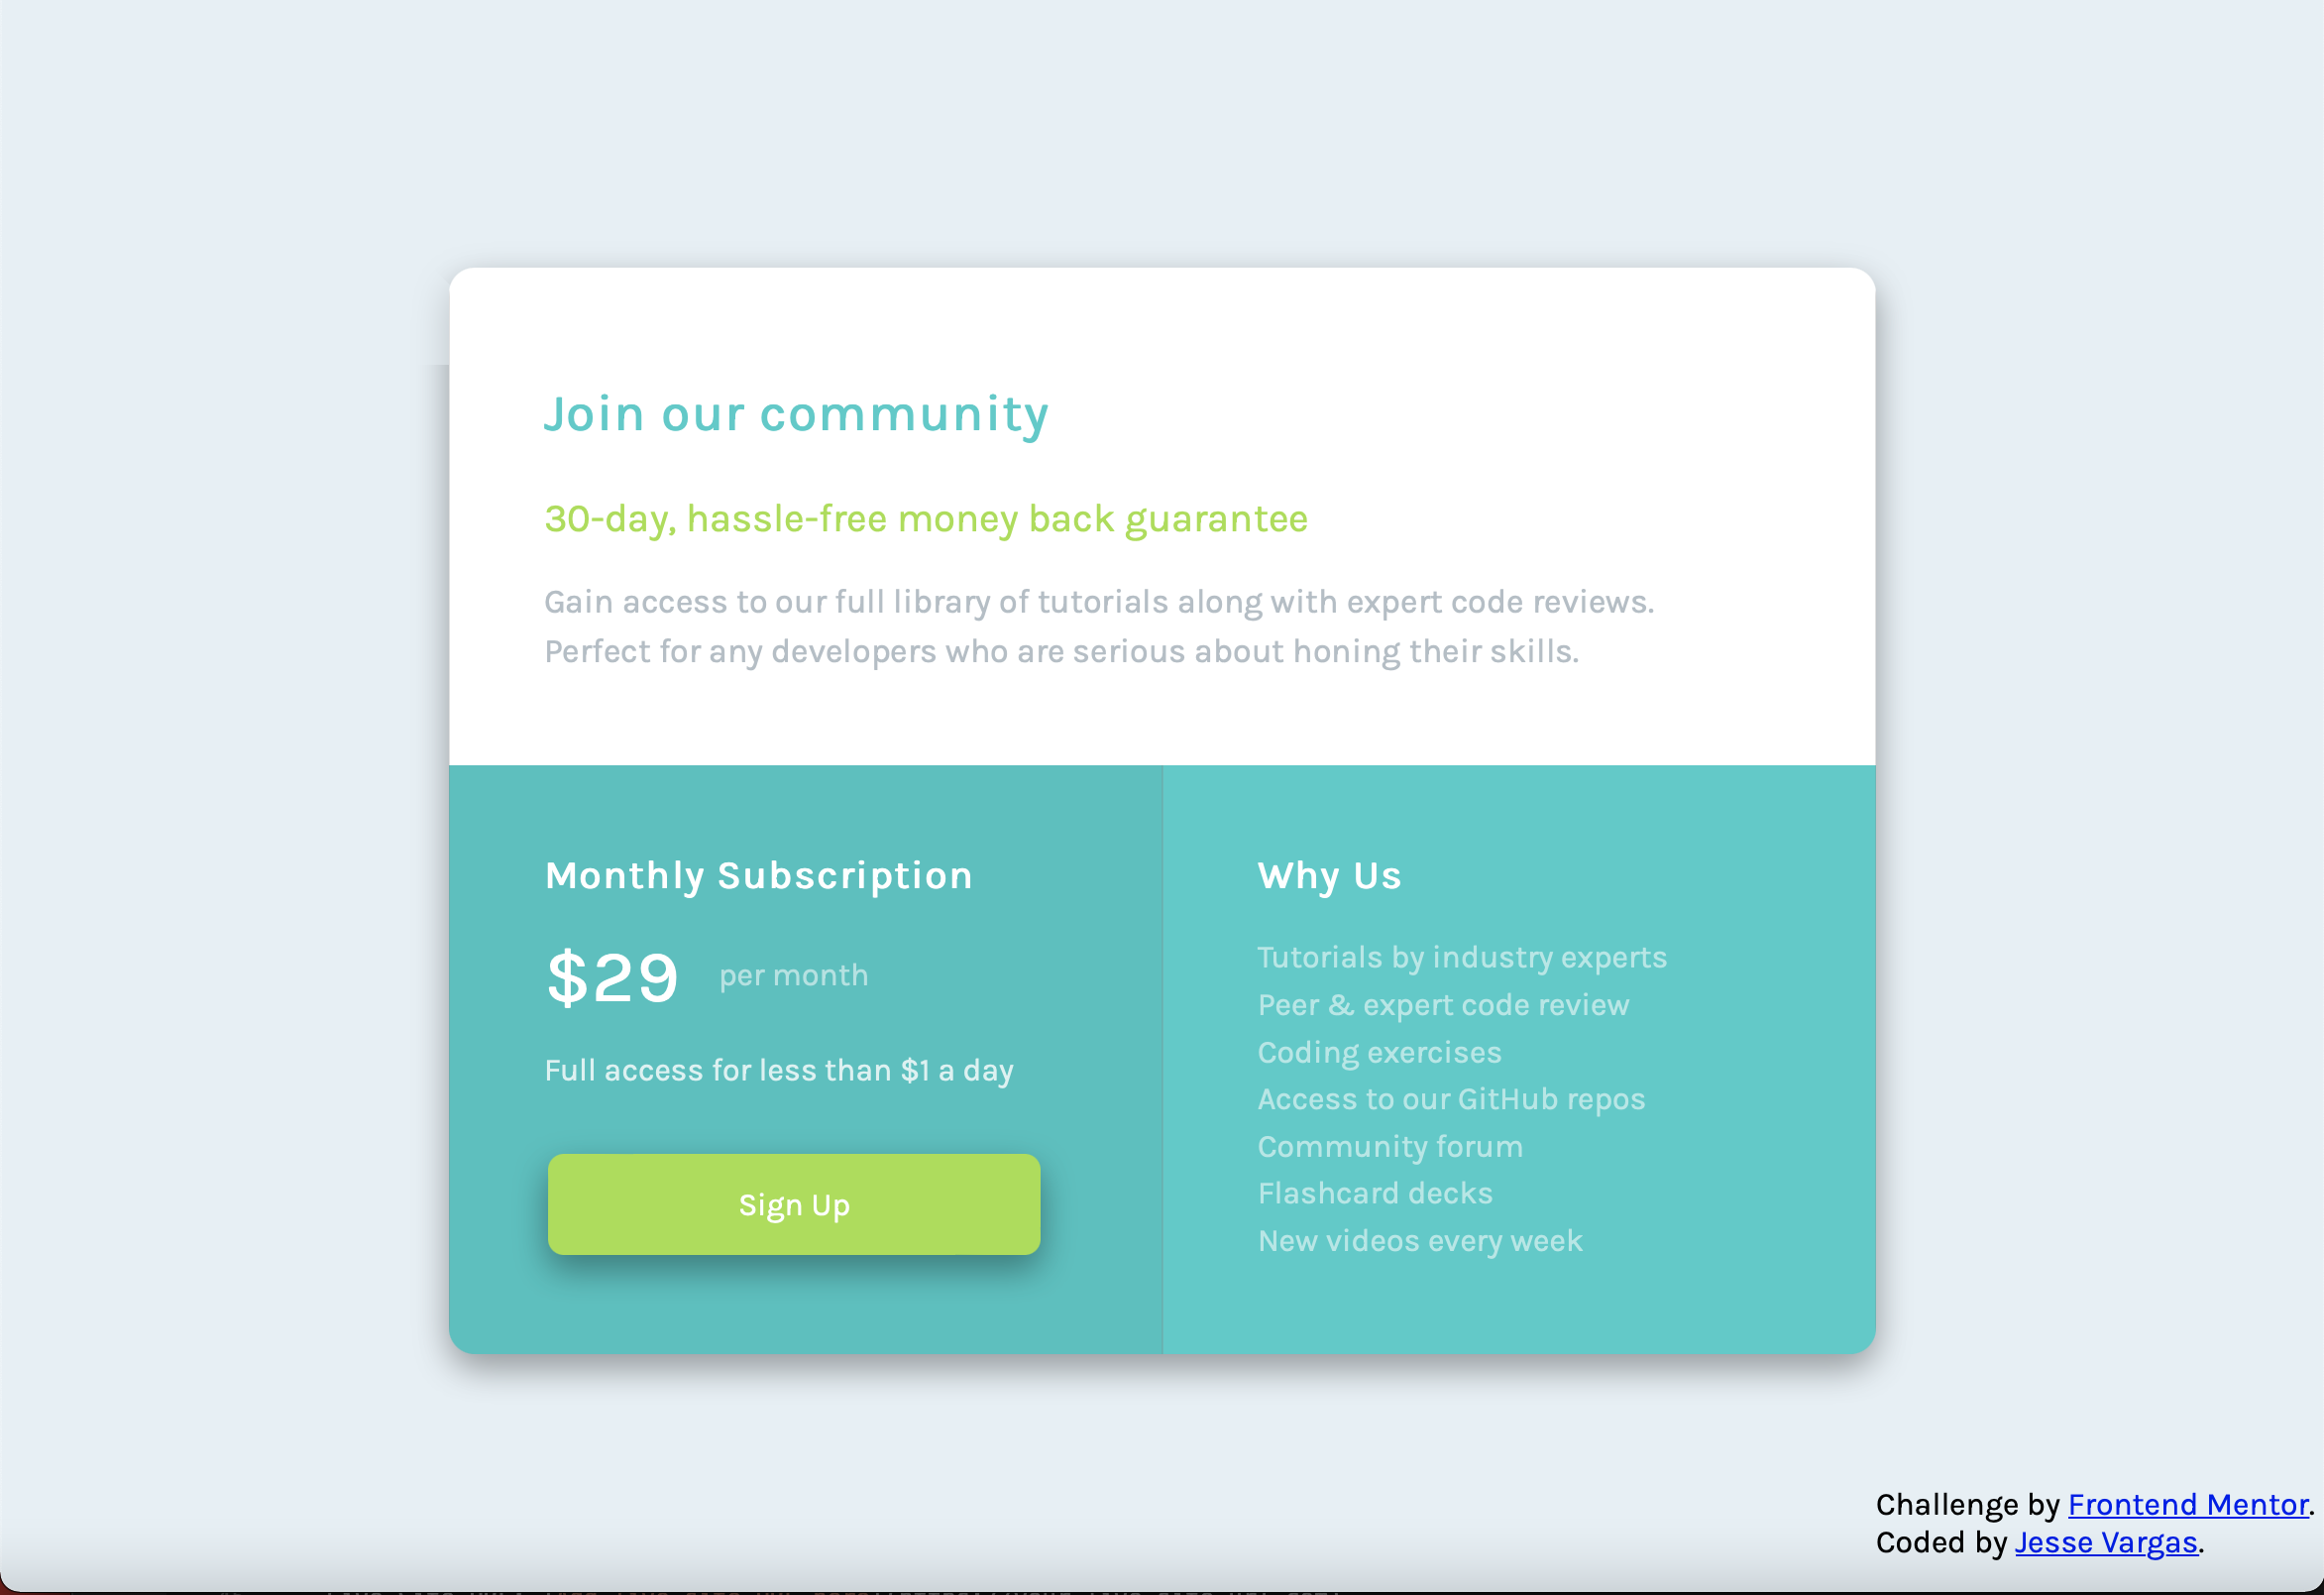 Join our community
30-day, hassle-free money back guarantee
Gain access to our full library of tutorials along with expert code reviews.
Perfect for any developers who are serious about honing their skills.
Monthly Subscription
$29 per month
Full access for less than $1 a day
Sign Up
Why Us
Tutorials by industry experts
Peer & expert code review
Coding exercises
Access to our GitHub repos
Community forum
Flashcard decks
New videos every week
Challenge by Frontend Mentor.
Coded by Jesse Vargas.